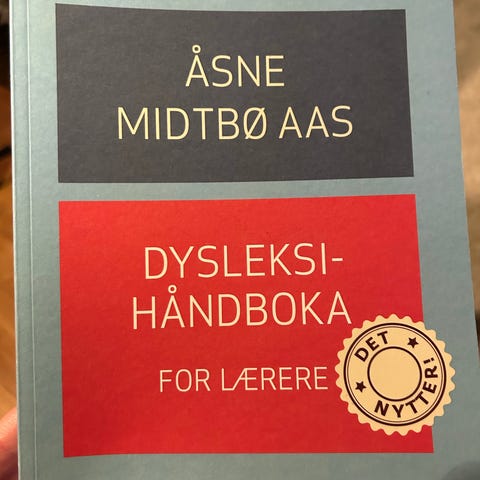 ÅSNE
MIDTBØ AAS
DYSLEKSI-
HÅNDBOKA
FOR LÆRERE
DET
NYTTER!